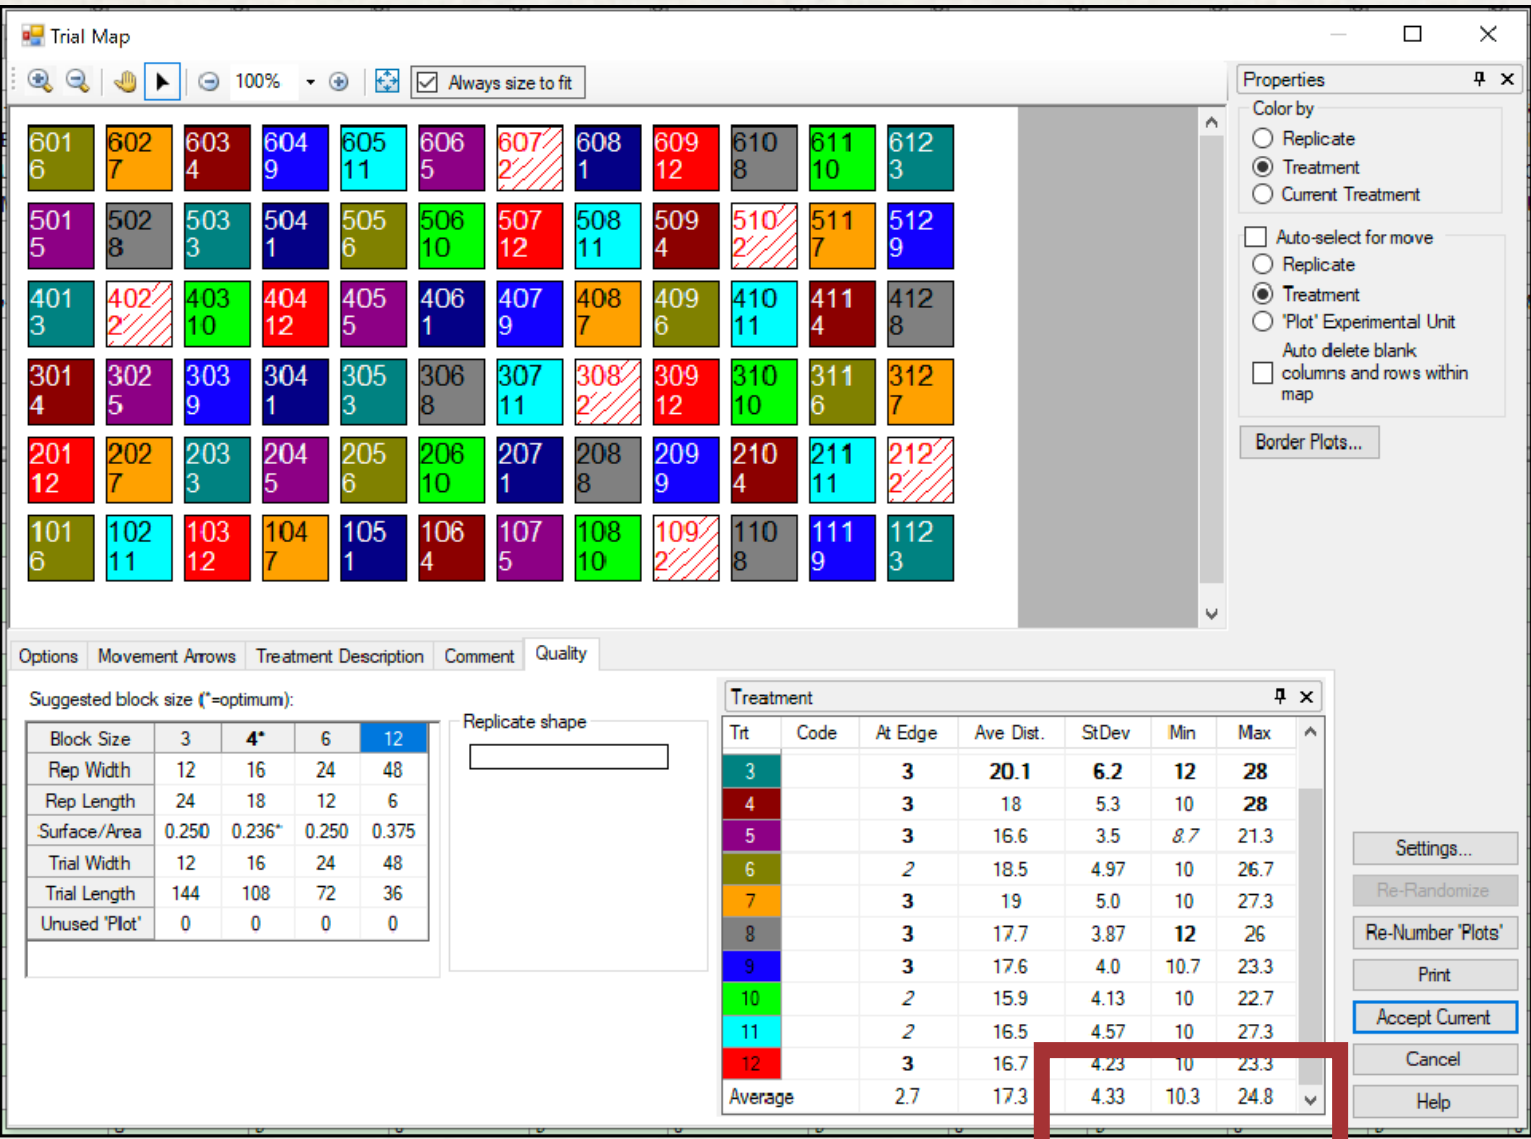 Trial Map
100% Always size to fit
601 602 603 604 605 606 607 608 609 610 611 612
6 7 4 9 11 5 2 1 12 8 10 3
501 502 503 504 505 506 507 508 509 510 511 512
5 8 3 1 6 10 12 11 4 2 7 9
401 402 403 404 405 406 407 408 409 410 411 412
3 2 10 12 5 1 9 7 6 11 4 8
301 302 303 304 305 306 307 308 309 310 311 312
4 5 9 1 3 8 11 2 12 10 6 7
201 202 203 204 205 206 207 208 209 210 211 212
12 7 3 5 6 10 1 8 9 4 11 2
101 102 103 104 105 106 107 108 109 110 111 112
6 11 12 7 1 4 5 10 2 8 9 3
Properties
Color by
Replicate
Treatment
Current Treatment
Auto-select for move
Replicate
Treatment
'Plot' Experimental Unit
Auto delete blank
columns and rows within
map
Border Plots...
Options Movement Arrows Treatment Description Comment Quality
Suggested block size (*=optimum):
Block Size 3 4* 6 12
Rep Width 12 16 24 48
Rep Length 24 18 12 6
Surface/Area 0.250 0.236* 0.250 0.375
Trial Width 12 16 24 48
Trial Length 144 108 72 36
Unused 'Plot' 0 0 0 0
Replicate shape
Treatment
Trt Code At Edge Ave Dist. StDev Min Max
3 3 20.1 6.2 12 28
4 3 18 5.3 10 28
5 3 16.6 3.5 8.7 21.3
6 2 18.5 4.97 10 26.7
7 3 19 5.0 10 27.3
8 3 17.7 3.87 12 26
9 3 17.6 4.0 10.7 23.3
10 2 15.9 4.13 10 22.7
11 2 16.5 4.57 10 27.3
12 3 16.7 4.23 10 23.3
Average 2.7 17.3 4.33 10.3 24.8
Settings...
Re-Randomize
Re-Number 'Plots'
Print
Accept Current
Cancel
Help